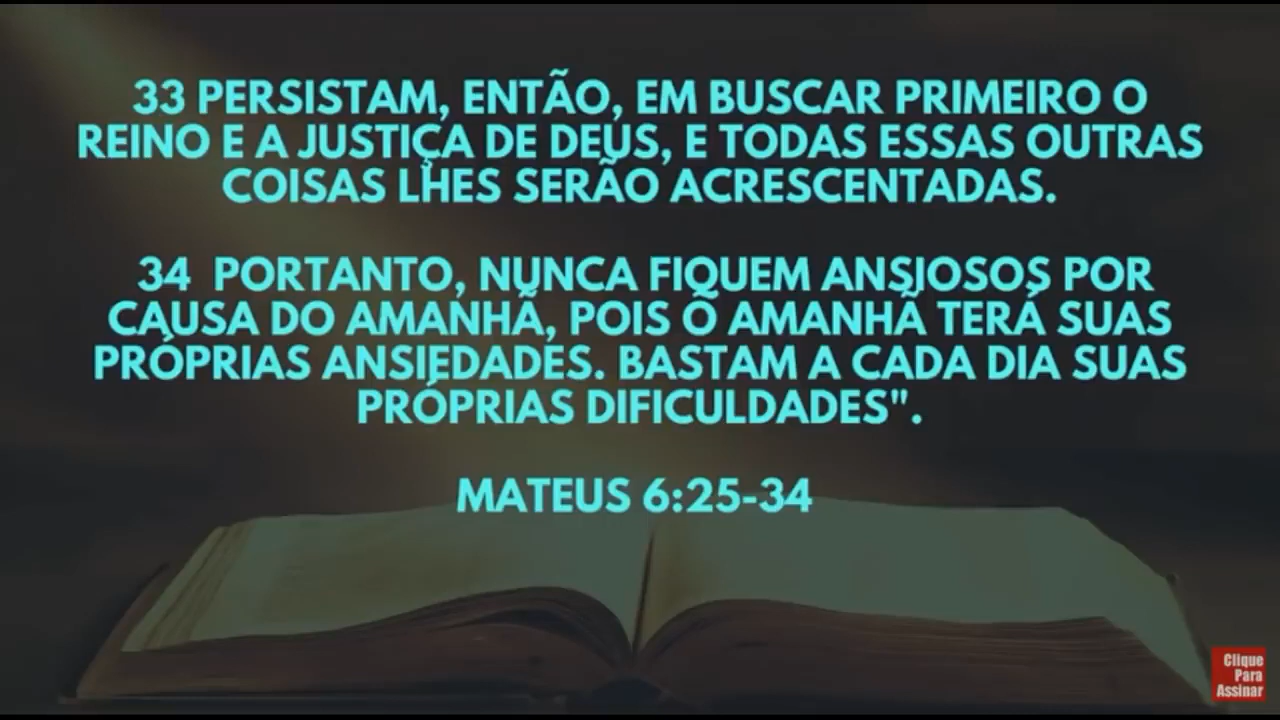 33 PERSISTAM, ENTÃO, EM BUSCAR PRIMEIRO O
REINO E A JUSTIÇA DE DEUS, E TODAS ESSAS OUTRAS
COISAS LHES SERÃO ACRESCENTADAS.
34 PORTANTO, NUNCA FIQUEM ANSIOSOS POR
CAUSA DO AMANHÃ, POIS O AMANHÃ TERÁ SUAS
PRÓPRIAS ANSIEDADES. BASTAM A CADA DIA SUAS
PRÓPRIAS DIFICULDADES".
MATEUS 6:25-34
Clique
Para
Assinar